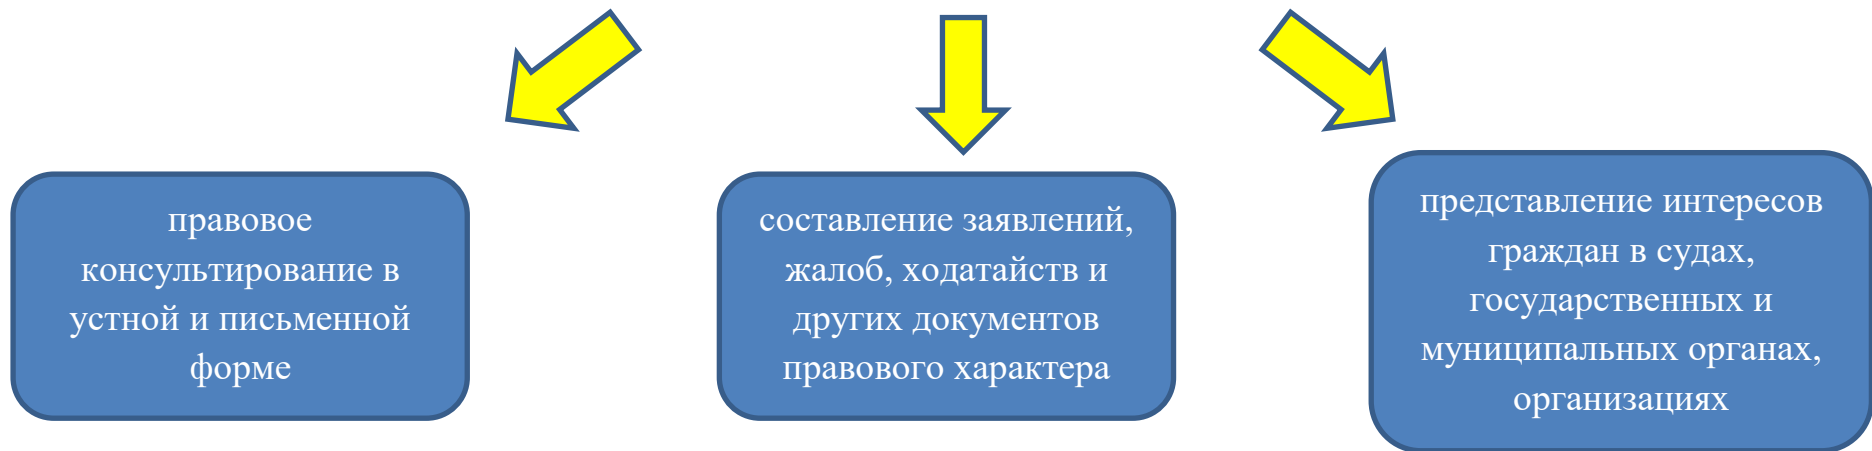 правовое
консультирование в
устной и письменной
форме
составление заявлений,
жалоб, ходатайств и
других документов
правового характера
представление интересов
граждан в судах,
государственных и
муниципальных органах,
организациях